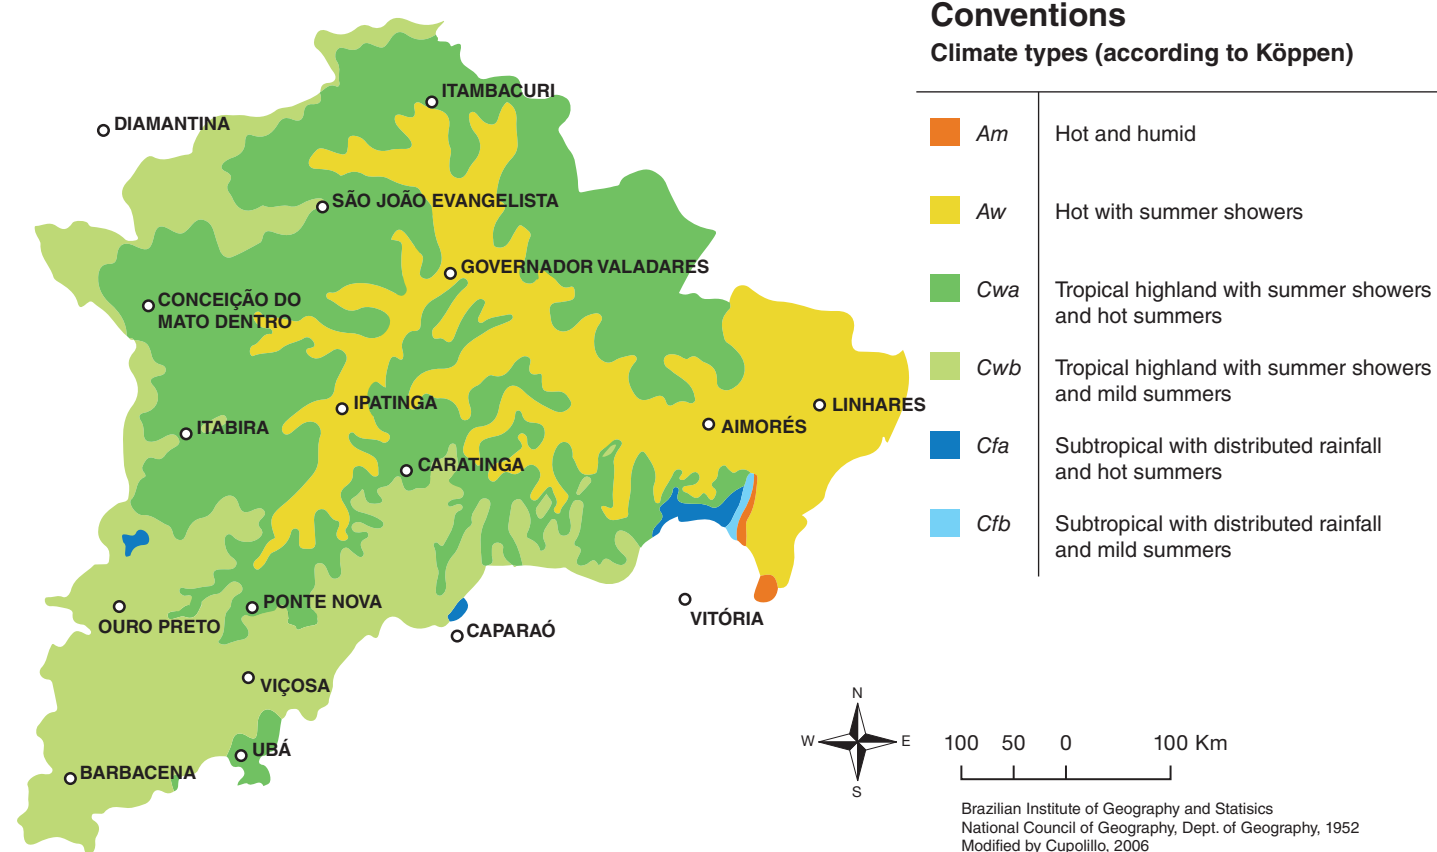 Conventions
Climate types (according to Köppen)
Am Hot and humid
Aw Hot with summer showers
Cwa Tropical highland with summer showers
and hot summers
Cwb Tropical highland with summer showers
and mild summers
Cfa Subtropical with distributed rainfall
and hot summers
Cfb Subtropical with distributed rainfall
and mild summers
ITAMBACURI
DIAMANTINA
SÃO JOÃO EVANGELISTA
GOVERNADOR VALADARES
CONCEIÇÃO DO
MATO DENTRO
IPATINGA
LINHARES
ITABIRA
AIMORÉS
CARATINGA
PONTE NOVA
OURO PRETO
VITÓRIA
CAPARAÓ
VIÇOSA
UBÁ
BARBACENA
N
W
E
S
100 50 0 100 Km
Brazilian Institute of Geography and Statisics
National Council of Geography, Dept. of Geography, 1952
Modified by Cupolillo, 2006